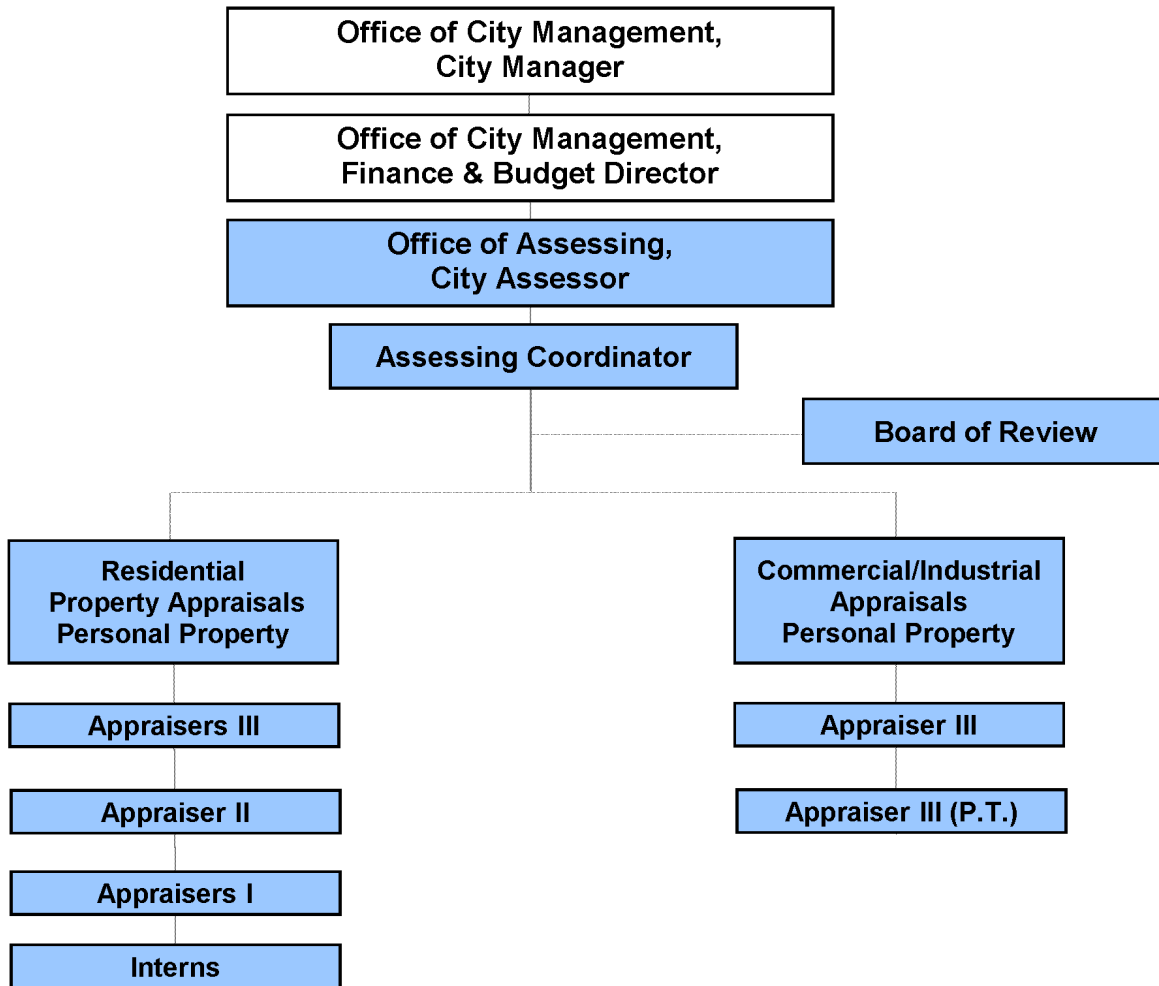 Office of City Management,
City Manager
Office of City Management,
Finance & Budget Director
Office of Assessing,
City Assessor
Assessing Coordinator
Board of Review
Residential
Property Appraisals
Personal Property
Appraisers III
Appraiser II
Appraisers I
Interns
Commercial/Industrial
Appraisals
Personal Property
Appraiser III
Appraiser III (P.T.)